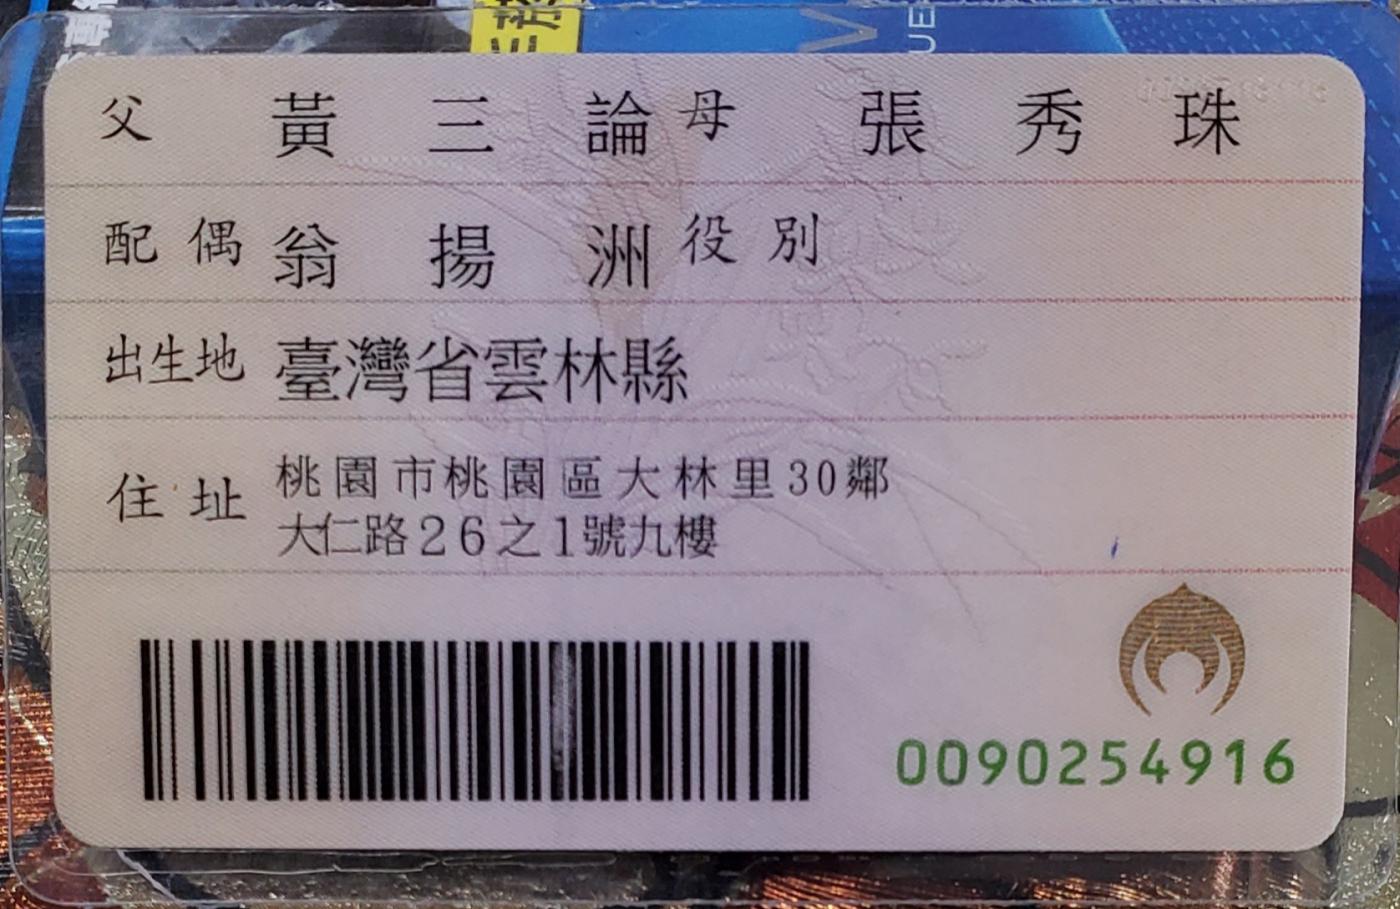 父 黃三論 母 張秀珠
配偶 翁揚洲 役別
出生地 臺灣省雲林縣
住址 桃園市桃園區大林里30鄰
大仁路26之1號九樓
0090254916